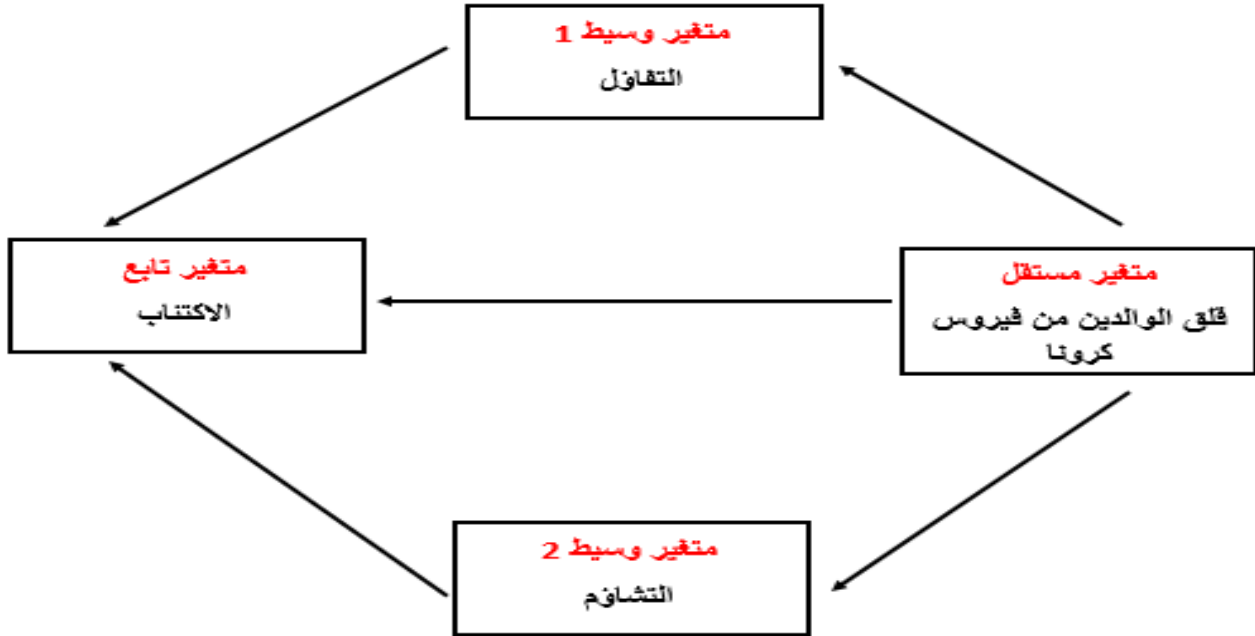 متغير وسيط 1
التفاؤل
متغير مستقل
قلق الوالدين من فيروس
كرونا
متغير تابع
الاكتئاب
متغير وسيط 2
التشاؤم